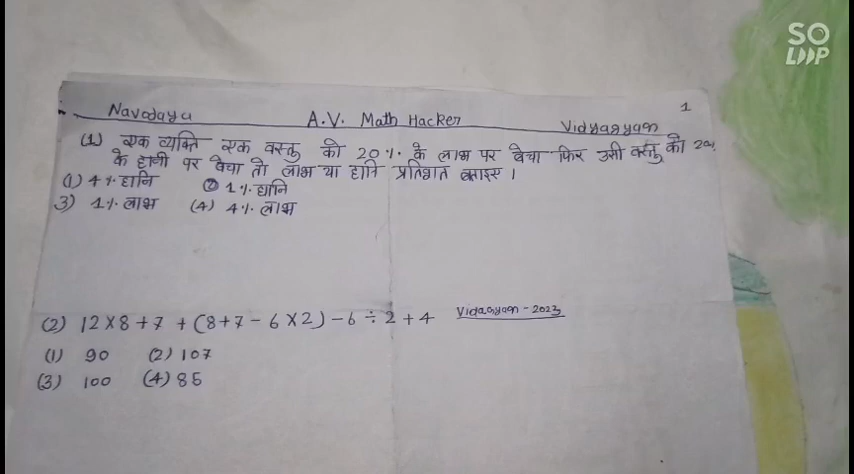 SO
LOOP
1
Navodaya A.V. Math Hacker Vidyagyan
(1) एक व्यक्ति एक वस्तु को 20% के लाभ पर बेचा फिर उसी वस्तु को 20%
के हानी पर बेचा तो लाभ या हानि प्रतिशत बताइए।
(1) 4% हानि (2) 1% हानि
3) 1% लाभ (4) 4% लाभ
(2) 12×8+7+(8+7-6×2)-6÷2+4 Vidagyan-2023
(1) 90 (2) 107
(3) 100 (4) 85